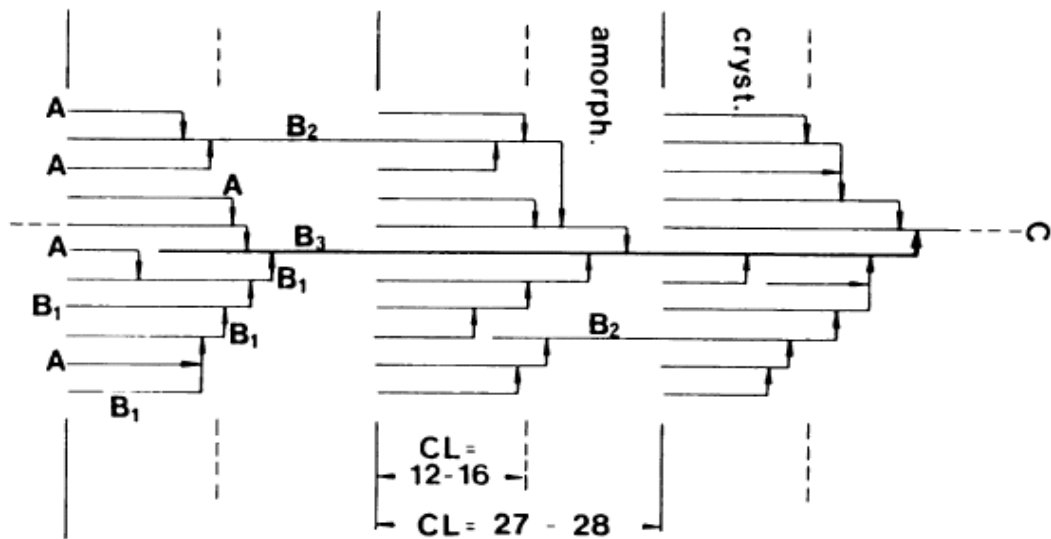 amorph.
cryst.
A
B₂
A
A
B₃
C
A
B₁
B₁
B₁
B₂
A
B₁
CL=
12-16
CL= 27 - 28